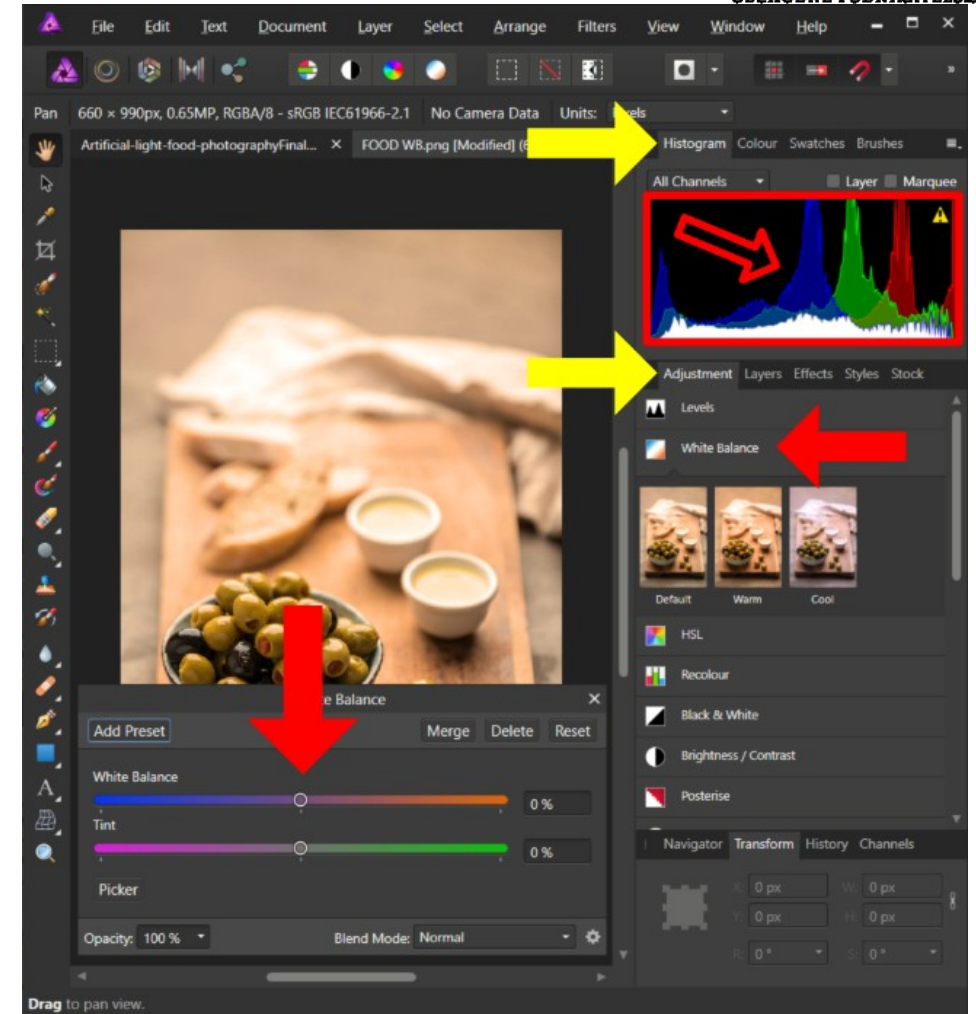 File Edit Text Document Layer Select Arrange Filters View Window Help
Pan 660 × 990px, 0.65MP, RGBA/8 - sRGB IEC61966-2.1 No Camera Data Units:
Artificial-light-food-photographyFinal... × FOOD WB.png [Modified]
Histogram Colour Swatches Brushes
All Channels Layer Marquee
Adjustment Layers Effects Styles Stock
Levels
White Balance
Default Warm Cool
HSL
Recolour
Black & White
Brightness / Contrast
Posterise
Balance
Add Preset Merge Delete Reset
White Balance
0 %
Tint
0 %
Picker
Opacity: 100 % Blend Mode: Normal
Navigator Transform History Channels
X: 0 px W: 0 px
Y: 0 px H: 0 px
R: 0 ° S: 0 °
Drag to pan view.